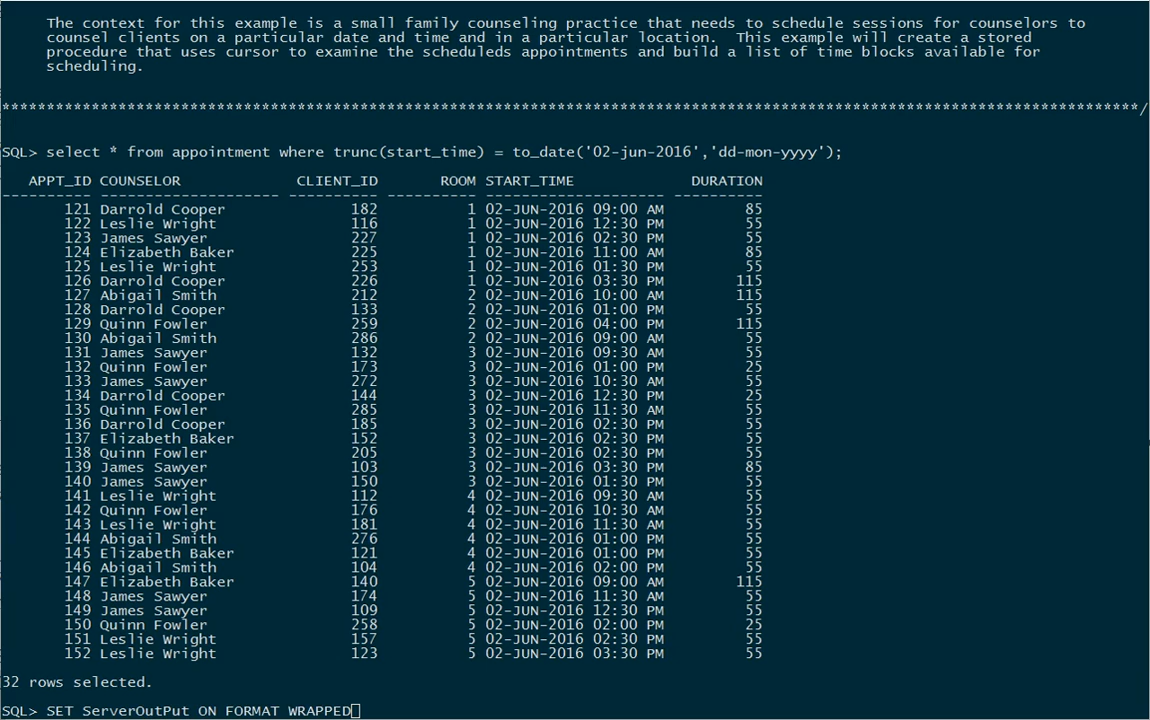 The context for this example is a small family counseling practice that needs to schedule sessions for counselors to
counsel clients on a particular date and time and in a particular location.  This example will create a stored
procedure that uses cursor to examine the scheduleds appointments and build a list of time blocks available for
scheduling.
*******************************************************************************************************************************/
SQL> select * from appointment where trunc(start_time) = to_date('02-jun-2016','dd-mon-yyyy');
APPT_ID COUNSELOR CLIENT_ID ROOM START_TIME DURATION
---------- -------------------- ---------- ---------- -------------------- ----------
121 Darrold Cooper 182 1 02-JUN-2016 09:00 AM 85
122 Leslie Wright 116 1 02-JUN-2016 12:30 PM 55
123 James Sawyer 227 1 02-JUN-2016 02:30 PM 55
124 Elizabeth Baker 225 1 02-JUN-2016 11:00 AM 85
125 Leslie Wright 253 1 02-JUN-2016 01:30 PM 55
126 Darrold Cooper 226 1 02-JUN-2016 03:30 PM 115
127 Abigail Smith 212 2 02-JUN-2016 10:00 AM 115
128 Darrold Cooper 133 2 02-JUN-2016 01:00 PM 55
129 Quinn Fowler 259 2 02-JUN-2016 04:00 PM 115
130 Abigail Smith 286 2 02-JUN-2016 09:00 AM 55
131 James Sawyer 132 3 02-JUN-2016 09:30 AM 55
132 Quinn Fowler 173 3 02-JUN-2016 01:00 PM 25
133 James Sawyer 272 3 02-JUN-2016 10:30 AM 55
134 Darrold Cooper 144 3 02-JUN-2016 12:30 PM 25
135 Quinn Fowler 285 3 02-JUN-2016 11:30 AM 55
136 Darrold Cooper 185 3 02-JUN-2016 02:30 PM 55
137 Elizabeth Baker 152 3 02-JUN-2016 02:30 PM 55
138 Quinn Fowler 205 3 02-JUN-2016 02:30 PM 55
139 James Sawyer 103 3 02-JUN-2016 03:30 PM 85
140 James Sawyer 150 3 02-JUN-2016 01:30 PM 55
141 Leslie Wright 112 4 02-JUN-2016 09:30 AM 55
142 Quinn Fowler 176 4 02-JUN-2016 10:30 AM 55
143 Leslie Wright 181 4 02-JUN-2016 11:30 AM 55
144 Abigail Smith 276 4 02-JUN-2016 01:00 PM 55
145 Elizabeth Baker 121 4 02-JUN-2016 01:00 PM 55
146 Abigail Smith 104 4 02-JUN-2016 02:00 PM 55
147 Elizabeth Baker 140 5 02-JUN-2016 09:00 AM 115
148 James Sawyer 174 5 02-JUN-2016 11:30 AM 55
149 James Sawyer 109 5 02-JUN-2016 12:30 PM 55
150 Quinn Fowler 258 5 02-JUN-2016 02:00 PM 25
151 Leslie Wright 157 5 02-JUN-2016 02:30 PM 55
152 Leslie Wright 123 5 02-JUN-2016 03:30 PM 55
32 rows selected.
SQL> SET ServerOutPut ON FORMAT WRAPPED